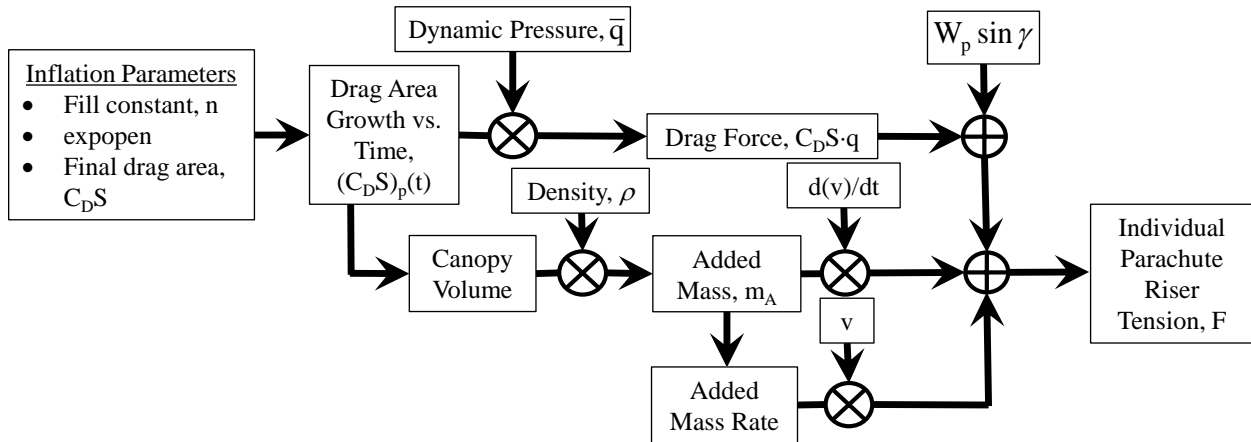 Inflation Parameters
• Fill constant, n
• expopen
• Final drag area,
C_DS
Drag Area
Growth vs.
Time,
(C_DS)_p(t)
Dynamic Pressure, q̅
Drag Force, C_DS·q
W_p sin γ
Canopy
Volume
Density, ρ
Added
Mass, m_A
d(v)/dt
Added
Mass Rate
v
Individual
Parachute
Riser
Tension, F